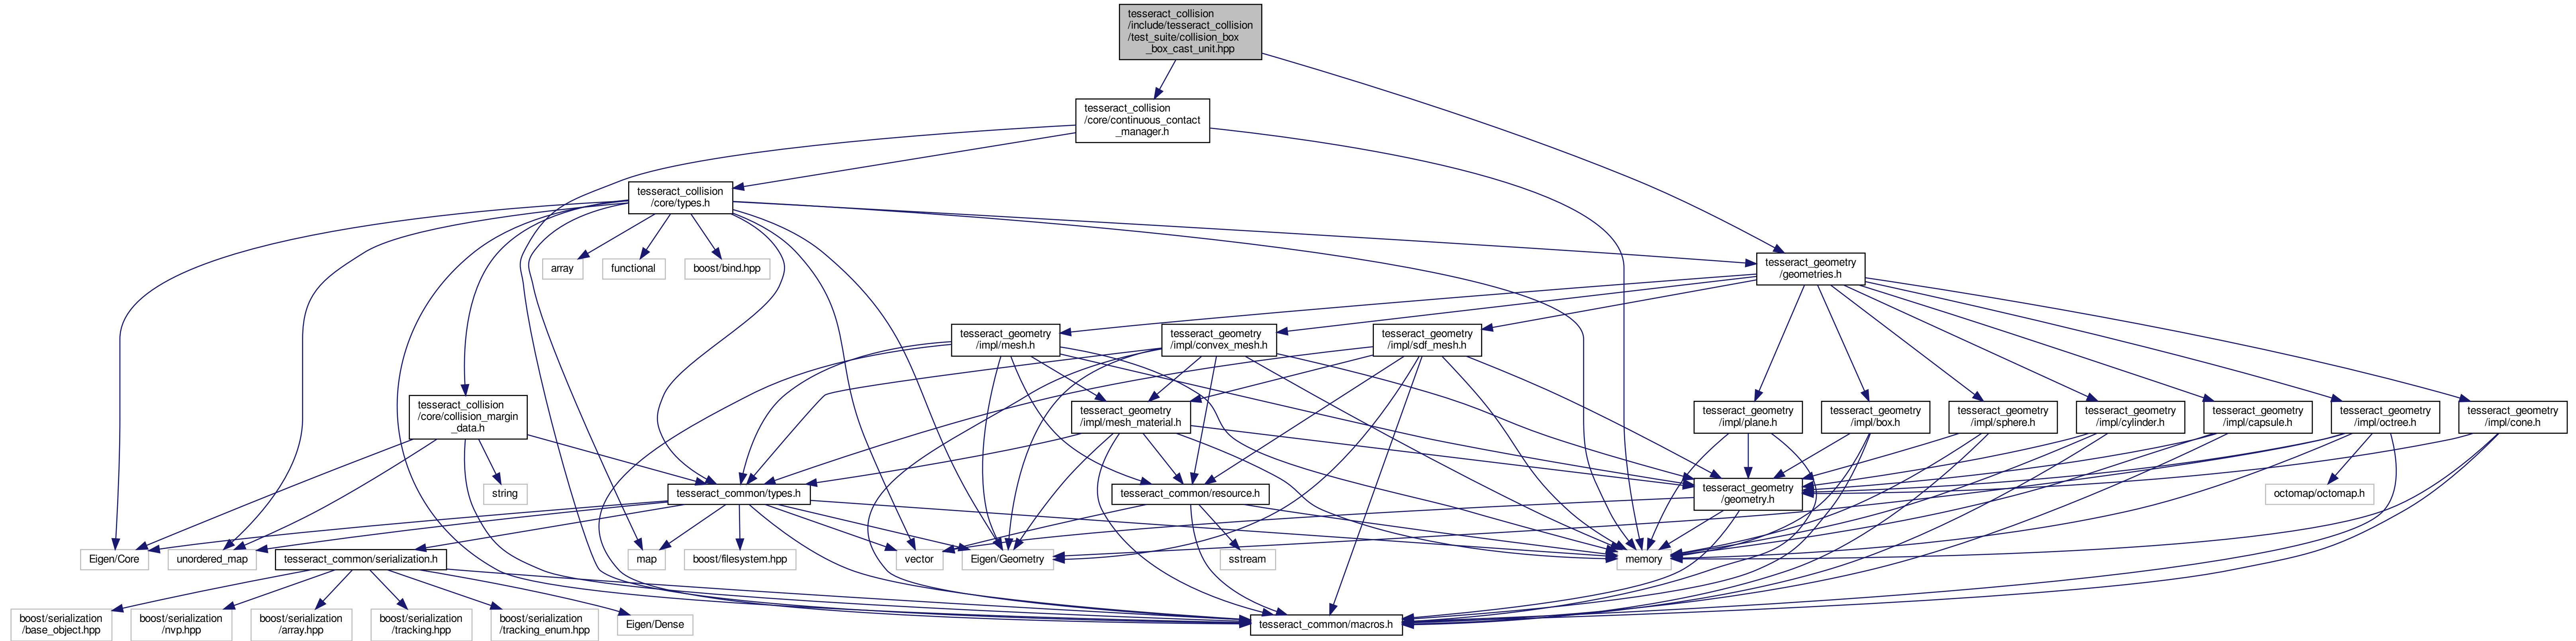 tesseract_collision
/include/tesseract_collision
/test_suite/collision_box
_box_cast_unit.hpp
tesseract_collision
/core/continuous_contact
_manager.h
tesseract_collision
/core/types.h
array
functional
boost/bind.hpp
tesseract_geometry
/geometries.h
tesseract_geometry
/impl/mesh.h
tesseract_geometry
/impl/convex_mesh.h
tesseract_geometry
/impl/sdf_mesh.h
tesseract_collision
/core/collision_margin
_data.h
tesseract_geometry
/impl/mesh_material.h
tesseract_geometry
/impl/plane.h
tesseract_geometry
/impl/box.h
tesseract_geometry
/impl/sphere.h
tesseract_geometry
/impl/cylinder.h
tesseract_geometry
/impl/capsule.h
tesseract_geometry
/impl/octree.h
tesseract_geometry
/impl/cone.h
string
tesseract_common/types.h
tesseract_common/resource.h
tesseract_geometry
/geometry.h
octomap/octomap.h
Eigen/Core
unordered_map
tesseract_common/serialization.h
map
boost/filesystem.hpp
vector
Eigen/Geometry
sstream
memory
boost/serialization
/base_object.hpp
boost/serialization
/nvp.hpp
boost/serialization
/array.hpp
boost/serialization
/tracking.hpp
boost/serialization
/tracking_enum.hpp
Eigen/Dense
tesseract_common/macros.h